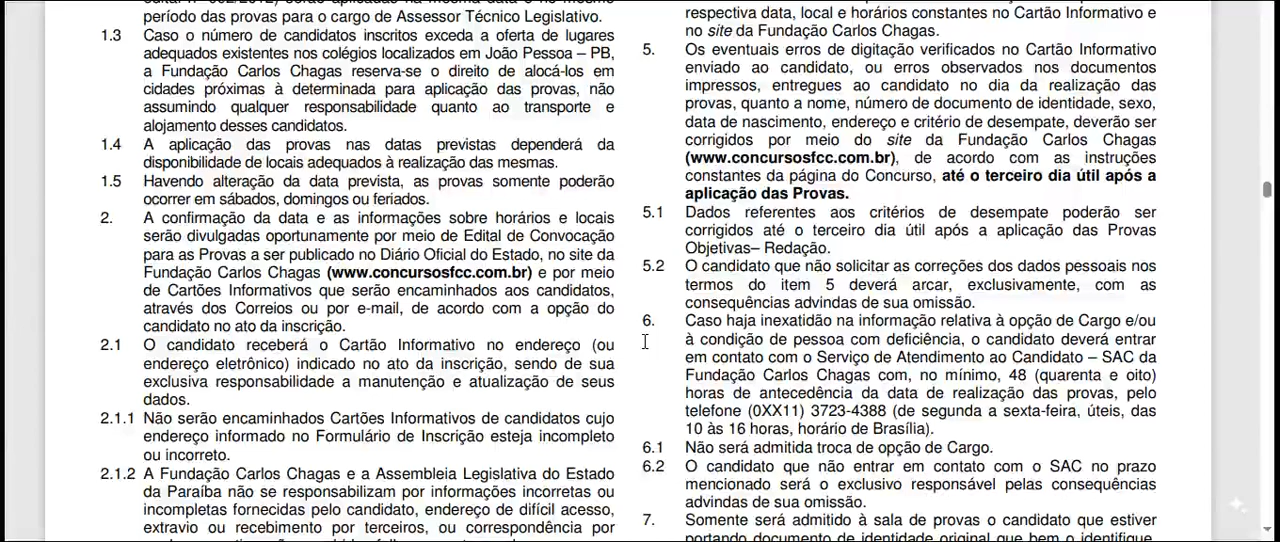 período das provas para o cargo de Assessor Técnico Legislativo.
1.3 Caso o número de candidatos inscritos exceda a oferta de lugares
adequados existentes nos colégios localizados em João Pessoa – PB,
a Fundação Carlos Chagas reserva-se o direito de alocá-los em
cidades próximas à determinada para aplicação das provas, não
assumindo qualquer responsabilidade quanto ao transporte e
alojamento desses candidatos.
1.4 A aplicação das provas nas datas previstas dependerá da
disponibilidade de locais adequados à realização das mesmas.
1.5 Havendo alteração da data prevista, as provas somente poderão
ocorrer em sábados, domingos ou feriados.
2. A confirmação da data e as informações sobre horários e locais
serão divulgadas oportunamente por meio de Edital de Convocação
para as Provas a ser publicado no Diário Oficial do Estado, no site da
Fundação Carlos Chagas (www.concursosfcc.com.br) e por meio
de Cartões Informativos que serão encaminhados aos candidatos,
através dos Correios ou por e-mail, de acordo com a opção do
candidato no ato da inscrição.
2.1 O candidato receberá o Cartão Informativo no endereço (ou
endereço eletrônico) indicado no ato da inscrição, sendo de sua
exclusiva responsabilidade a manutenção e atualização de seus
dados.
2.1.1 Não serão encaminhados Cartões Informativos de candidatos cujo
endereço informado no Formulário de Inscrição esteja incompleto
ou incorreto.
2.1.2 A Fundação Carlos Chagas e a Assembleia Legislativa do Estado
da Paraíba não se responsabilizam por informações incorretas ou
incompletas fornecidas pelo candidato, endereço de difícil acesso,
extravio ou recebimento por terceiros, ou correspondência por
respectiva data, local e horários constantes no Cartão Informativo e
no site da Fundação Carlos Chagas.
5. Os eventuais erros de digitação verificados no Cartão Informativo
enviado ao candidato, ou erros observados nos documentos
impressos, entregues ao candidato no dia da realização das
provas, quanto a nome, número de documento de identidade, sexo,
data de nascimento, endereço e critério de desempate, deverão ser
corrigidos por meio do site da Fundação Carlos Chagas
(www.concursosfcc.com.br), de acordo com as instruções
constantes da página do Concurso, até o terceiro dia útil após a
aplicação das Provas.
5.1 Dados referentes aos critérios de desempate poderão ser
corrigidos até o terceiro dia útil após a aplicação das Provas
Objetivas– Redação.
5.2 O candidato que não solicitar as correções dos dados pessoais nos
termos do item 5 deverá arcar, exclusivamente, com as
consequências advindas de sua omissão.
6. Caso haja inexatidão na informação relativa à opção de Cargo e/ou
à condição de pessoa com deficiência, o candidato deverá entrar
em contato com o Serviço de Atendimento ao Candidato – SAC da
Fundação Carlos Chagas com, no mínimo, 48 (quarenta e oito)
horas de antecedência da data de realização das provas, pelo
telefone (0XX11) 3723-4388 (de segunda a sexta-feira, úteis, das
10 às 16 horas, horário de Brasília).
6.1 Não será admitida troca de opção de Cargo.
6.2 O candidato que não entrar em contato com o SAC no prazo
mencionado será o exclusivo responsável pelas consequências
advindas de sua omissão.
7. Somente será admitido à sala de provas o candidato que estiver
portando documento de identidade original que bem o identifique,